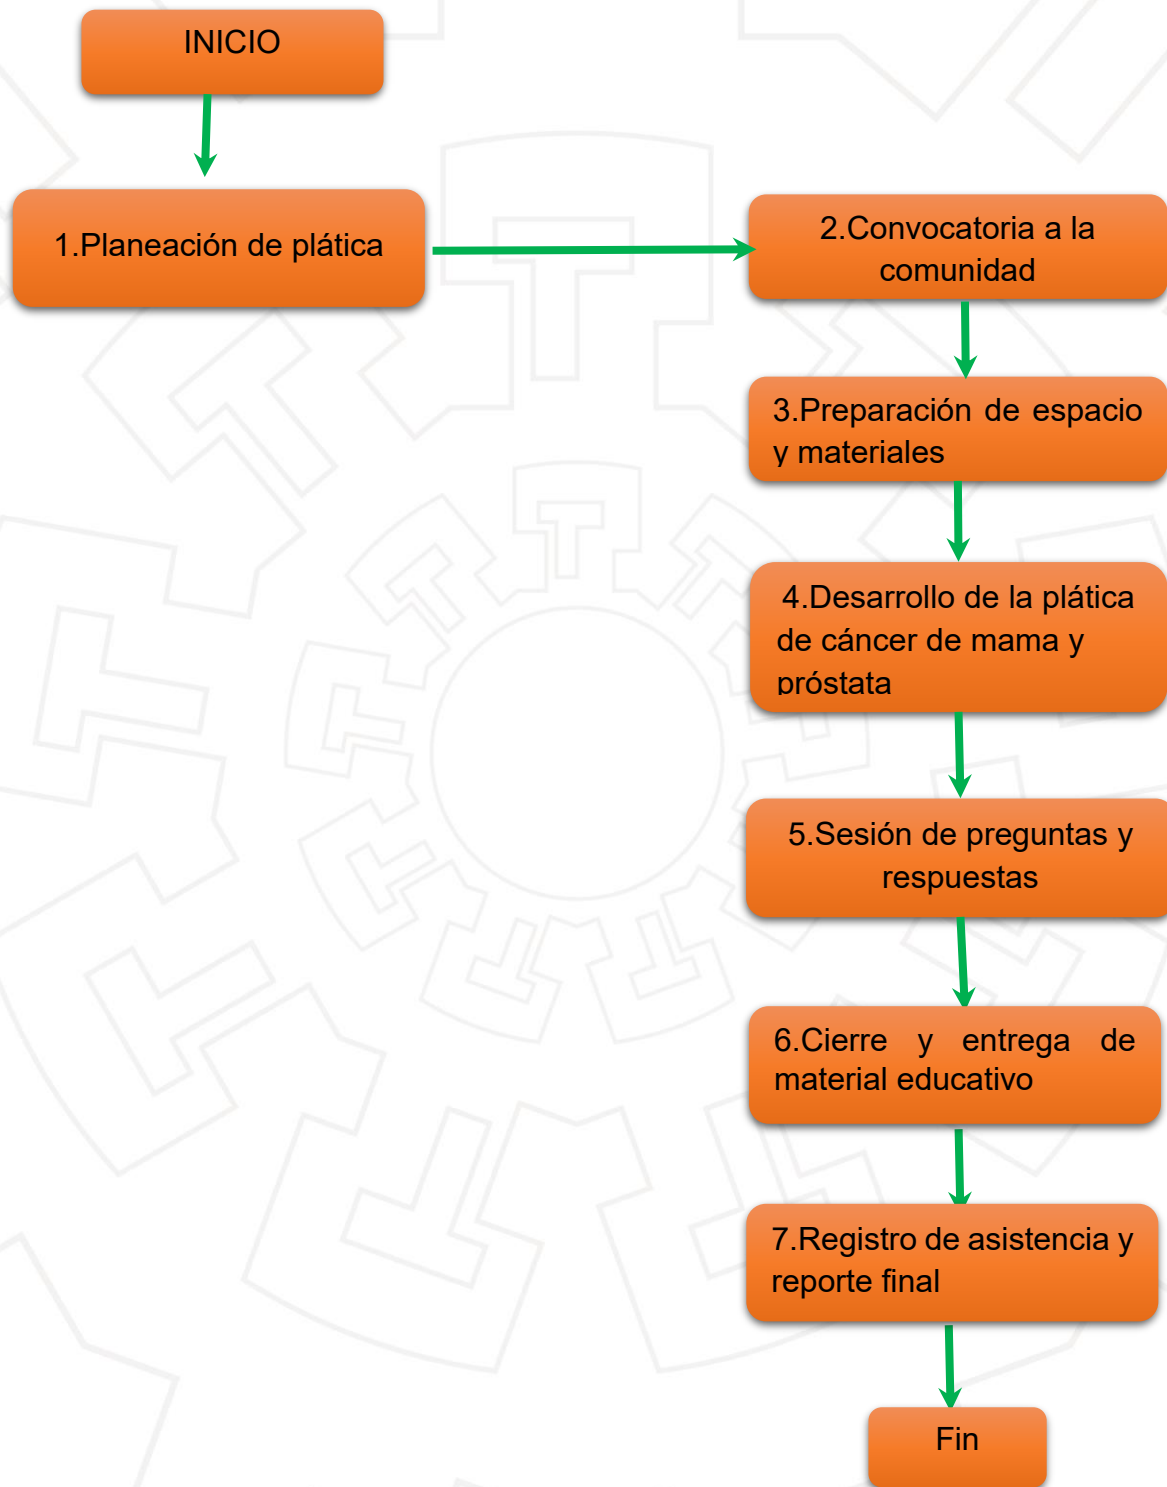 INICIO
1.Planeación de plática
2.Convocatoria a la
comunidad
3.Preparación de espacio
y materiales
4.Desarrollo de la plática
de cáncer de mama y
próstata
5.Sesión de preguntas y
respuestas
6.Cierre y entrega de
material educativo
7.Registro de asistencia y
reporte final
Fin